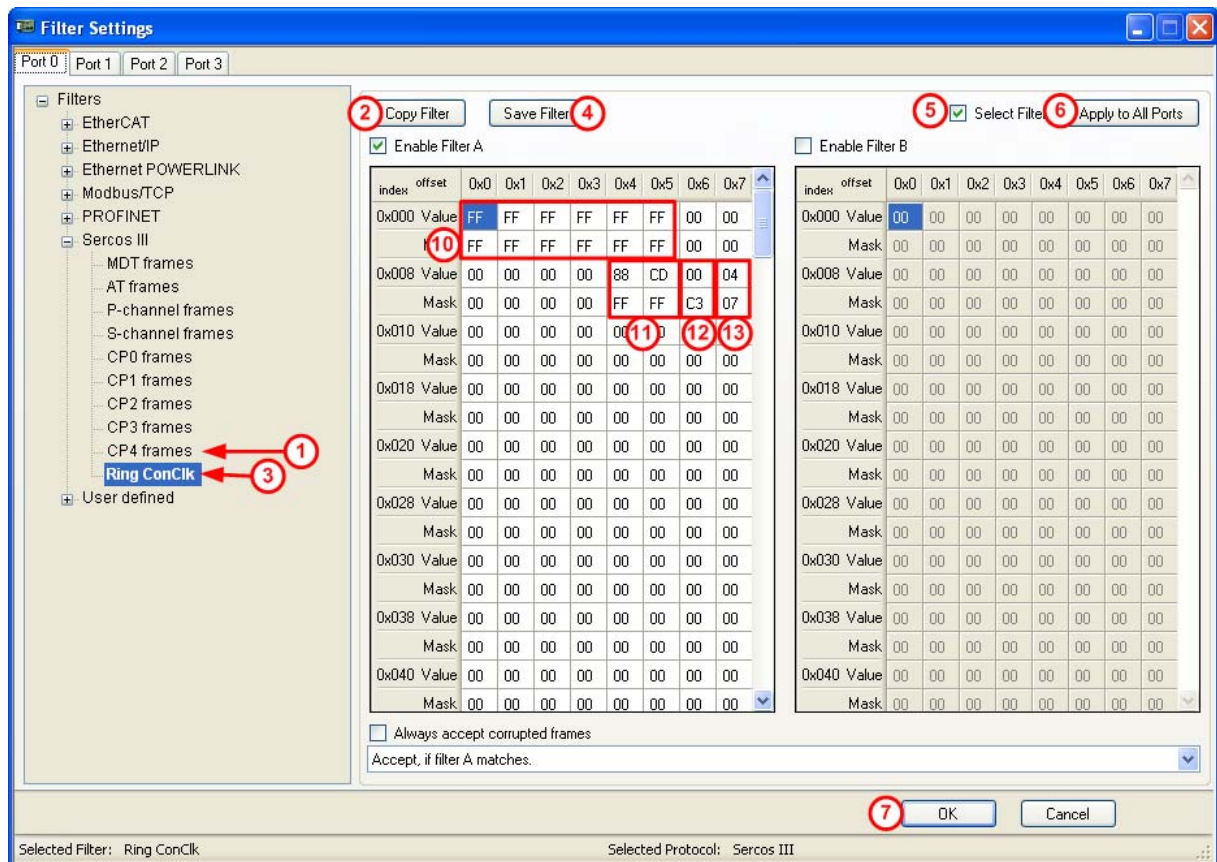 Filter Settings
Port 0 Port 1 Port 2 Port 3
Filters
EtherCAT
Ethernet/IP
Ethernet POWERLINK
Modbus/TCP
PROFINET
Sercos III
MDT frames
AT frames
P-channel frames
S-channel frames
CP0 frames
CP1 frames
CP2 frames
CP3 frames
CP4 frames 1
Ring ConClk 3
User defined
2 Copy Filter Save Filter 4 5 Select Filter 6 Apply to All Ports
Enable Filter A
index offset 0x0 0x1 0x2 0x3 0x4 0x5 0x6 0x7
0x000 Value FF FF FF FF FF FF 00 00
10 FF FF FF FF FF FF 00 00
0x008 Value 00 00 00 00 88 CD 00 04
Mask 00 00 00 00 FF FF C3 07
0x010 Value 00 00 00 00 11 12 13
Mask 00 00 00 00 00 00 00 00
0x018 Value 00 00 00 00 00 00 00 00
Mask 00 00 00 00 00 00 00 00
0x020 Value 00 00 00 00 00 00 00 00
Mask 00 00 00 00 00 00 00 00
0x028 Value 00 00 00 00 00 00 00 00
Mask 00 00 00 00 00 00 00 00
0x030 Value 00 00 00 00 00 00 00 00
Mask 00 00 00 00 00 00 00 00
0x038 Value 00 00 00 00 00 00 00 00
Mask 00 00 00 00 00 00 00 00
0x040 Value 00 00 00 00 00 00 00 00
Mask 00 00 00 00 00 00 00 00
Enable Filter B
index offset 0x0 0x1 0x2 0x3 0x4 0x5 0x6 0x7
0x000 Value 00 00 00 00 00 00 00 00
Mask 00 00 00 00 00 00 00 00
0x008 Value 00 00 00 00 00 00 00 00
Mask 00 00 00 00 00 00 00 00
0x010 Value 00 00 00 00 00 00 00 00
Mask 00 00 00 00 00 00 00 00
0x018 Value 00 00 00 00 00 00 00 00
Mask 00 00 00 00 00 00 00 00
0x020 Value 00 00 00 00 00 00 00 00
Mask 00 00 00 00 00 00 00 00
0x028 Value 00 00 00 00 00 00 00 00
Mask 00 00 00 00 00 00 00 00
0x030 Value 00 00 00 00 00 00 00 00
Mask 00 00 00 00 00 00 00 00
0x038 Value 00 00 00 00 00 00 00 00
Mask 00 00 00 00 00 00 00 00
0x040 Value 00 00 00 00 00 00 00 00
Mask 00 00 00 00 00 00 00 00
Always accept corrupted frames
Accept, if filter A matches.
7 OK Cancel
Selected Filter: Ring ConClk Selected Protocol: Sercos III